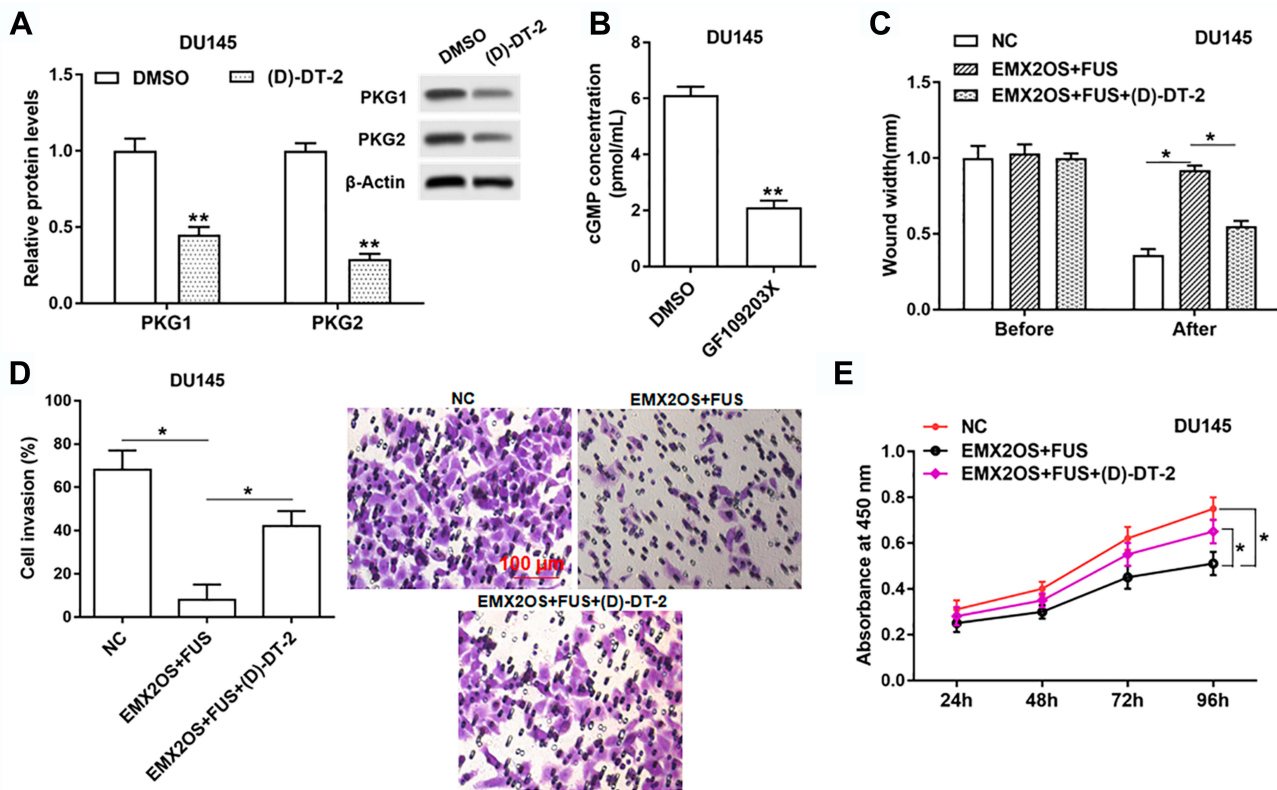 A
DU145
DMSO
(D)-DT-2
Relative protein levels
1.5
1.0
0.5
0.0
PKG1
PKG2
DMSO
(D)-DT-2
PKG1
PKG2
β-Actin
B
DU145
cGMP concentration
(pmol/mL)
8
6
4
2
0
**
**
**
DMSO
GF109203X
C
DU145
NC
EMX2OS+FUS
EMX2OS+FUS+(D)-DT-2
Wound width(mm)
1.5
1.0
0.5
0.0
*
*
Before
After
D
DU145
Cell invasion (%)
100
80
60
40
20
0
*
*
NC
EMX2OS+FUS
EMX2OS+FUS+(D)-DT-2
NC
100 μm
EMX2OS+FUS
EMX2OS+FUS+(D)-DT-2
E
DU145
NC
EMX2OS+FUS
EMX2OS+FUS+(D)-DT-2
Absorbance at 450 nm
1.0
0.8
0.6
0.4
0.2
0.0
*
*
24h
48h
72h
96h